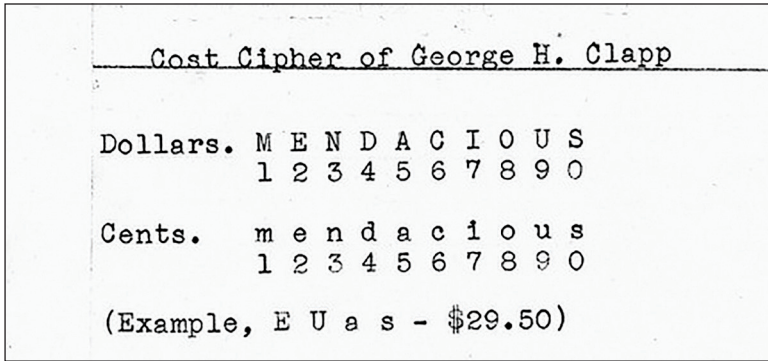 Cost Cipher of George H. Clapp
Dollars. M E N D A C I O U S
1 2 3 4 5 6 7 8 9 0
Cents. m e n d a c i o u s
1 2 3 4 5 6 7 8 9 0
(Example, E U a s - $29.50)